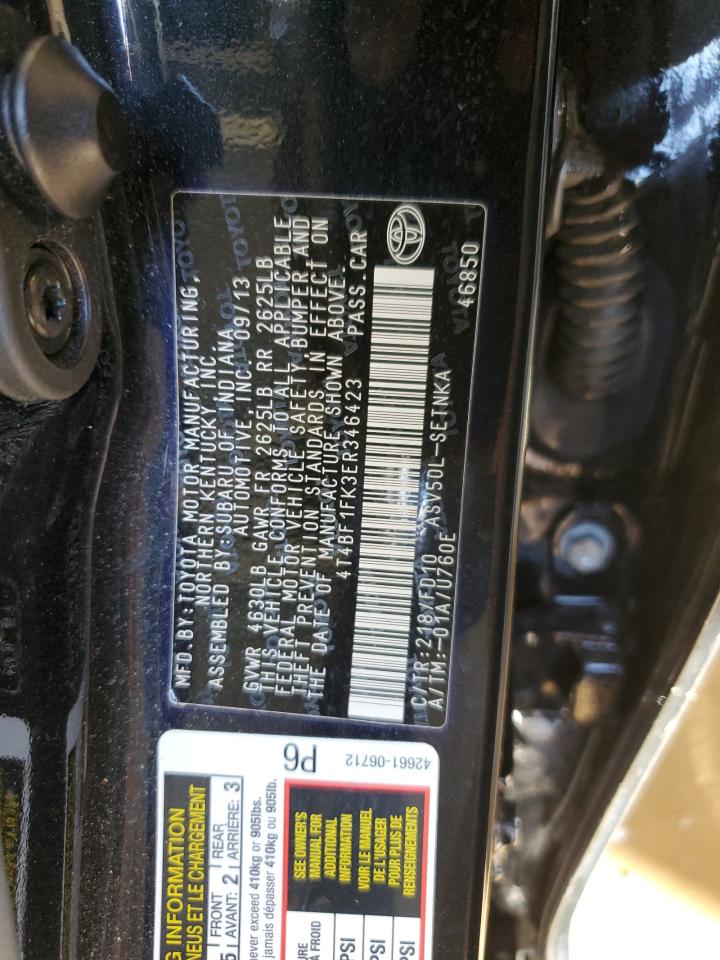 MFD.BY:TOYOTA MOTOR MANUFACTURING,
NORTHERN KENTUCKY INC
ASSEMBLED BY:SUBARU OF INDIANA
AUTOMOTIVE,INC. 09/13
GVWR 4630LB GAWR FR 2625LB RR 2625LB
THIS VEHICLE CONFORMS TO ALL APPLICABLE
FEDERAL MOTOR VEHICLE SAFETY, BUMPER AND
THEFT PREVENTION STANDARDS IN EFFECT ON
THE DATE OF MANUFACTURE SHOWN ABOVE.
4T4BF1FK3ER346423 PASS.CAR
C/TR:218/FD10 ASV50L-SETNKA
A/TM:-01A/U760E 46850
G INFORMATION
NEUS ET LE CHARGEMENT
5 FRONT REAR
AVANT: 2 ARRIÈRE: 3
never exceed 410kg or 905lbs.
jamais dépasser 410kg ou 905lb.
P6
42661-06712
À FROID
PSI
PSI
PSI
SEE OWNER'S
MANUAL FOR
ADDITIONAL
INFORMATION
VOIR LE MANUEL
DE L'USAGER
POUR PLUS DE
RENSEIGNEMENTS